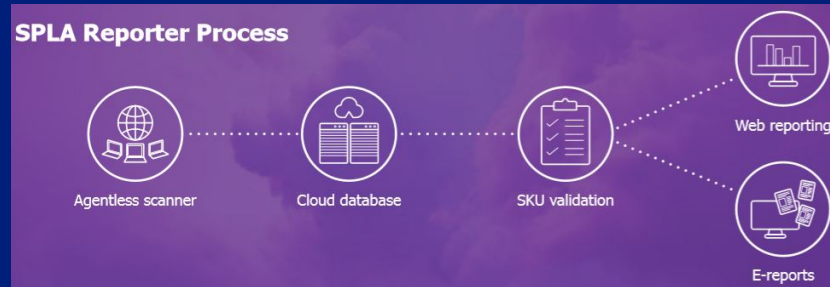 SPLA Reporter Process
Agentless scanner
Cloud database
SKU validation
Web reporting
E-reports